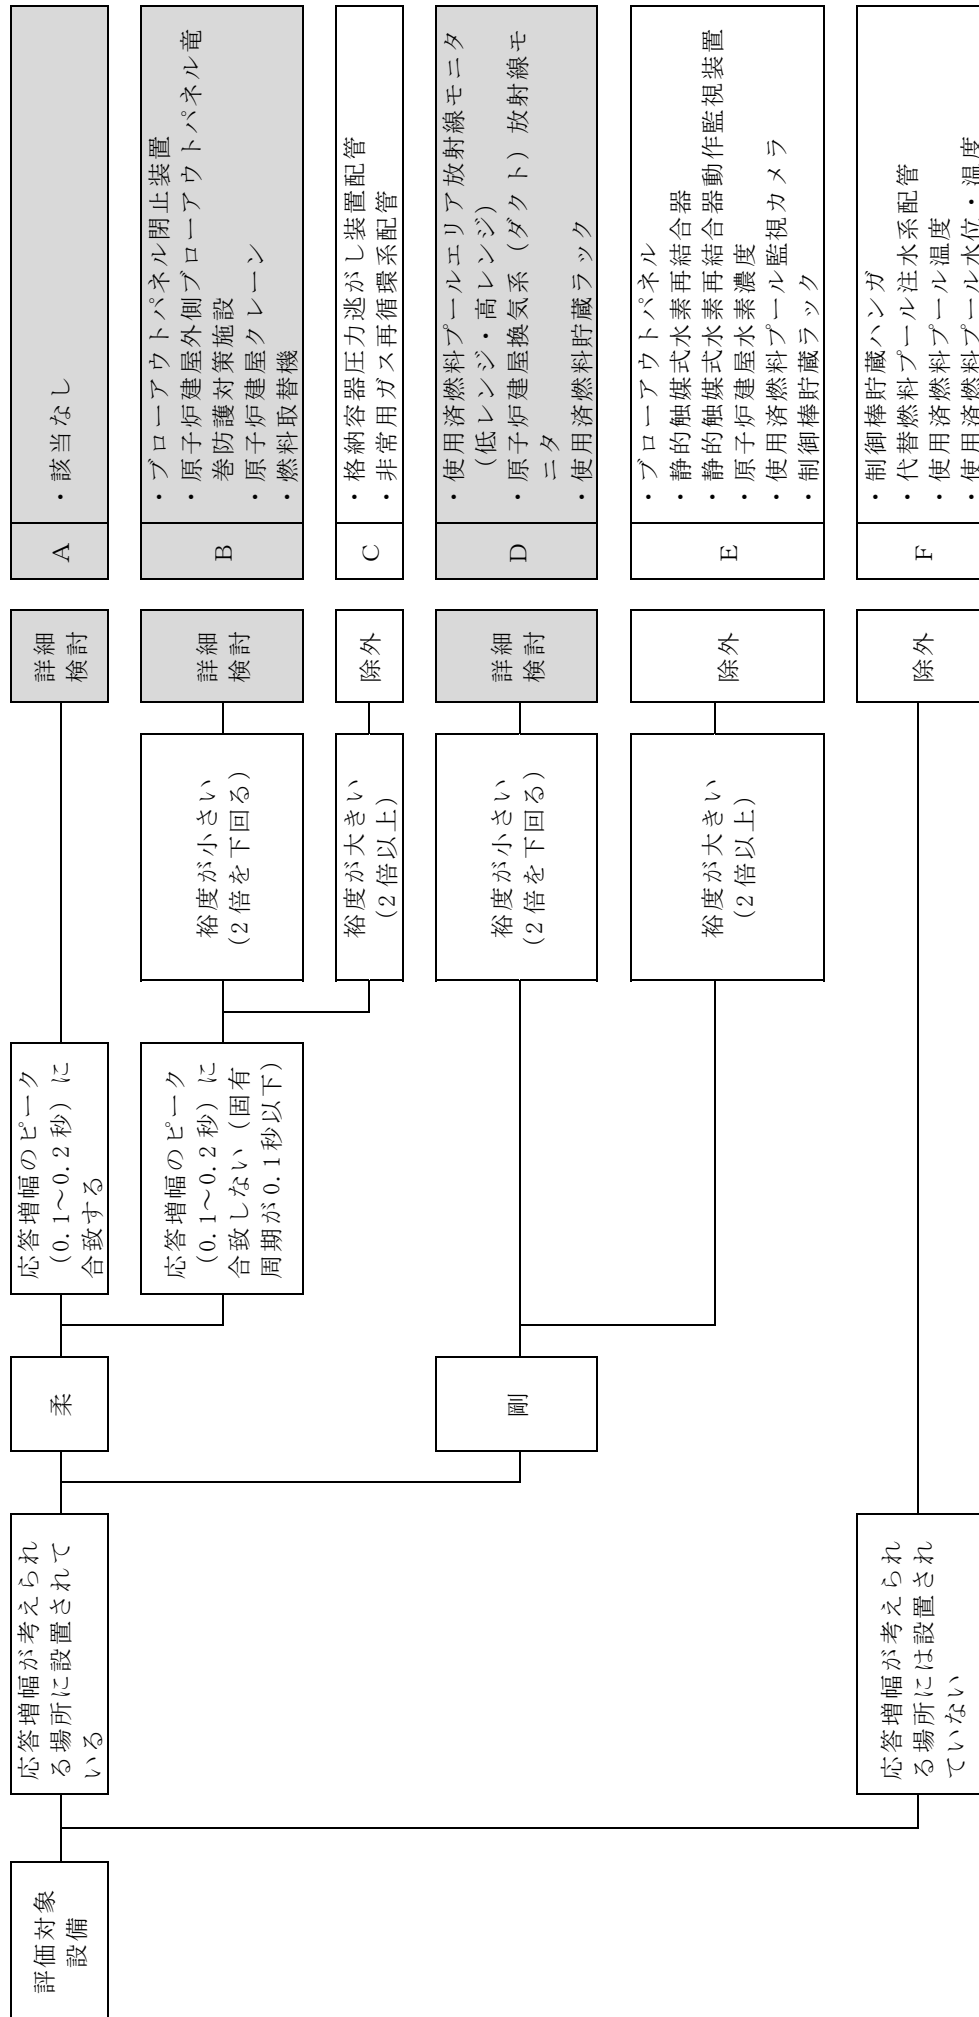 評価対象
設備
応答増幅が考えられ
る場所に設置されて
いる
応答増幅が考えられ
る場所には設置され
ていない
柔
剛
応答増幅のピーク
(0.1～0.2秒)に
合致する
応答増幅のピーク
(0.1～0.2秒)に
合致しない(固有
周期が0.1秒以下)
裕度が小さい
(2倍を下回る)
裕度が大きい
(2倍以上)
裕度が小さい
(2倍を下回る)
裕度が大きい
(2倍以上)
詳細
検討
詳細
検討
除外
詳細
検討
除外
除外
A
・該当なし
B
・ブローアウトパネル閉止装置
・原子炉建屋外側ブローアウトパネル竜
巻防護対策施設
・原子炉建屋クレーン
・燃料取替機
C
・格納容器圧力逃がし装置配管
・非常用ガス再循環系配管
D
・使用済燃料プールエリア放射線モニタ
(低レンジ・高レンジ)
・原子炉建屋換気系(ダクト)放射線モ
ニタ
・使用済燃料貯蔵ラック
E
・ブローアウトパネル
・静的触媒式水素再結合器
・静的触媒式水素再結合器動作監視装置
・原子炉建屋水素濃度
・使用済燃料プール監視カメラ
・制御棒貯蔵ラック
F
・制御棒貯蔵ハンガ
・代替燃料プール注水系配管
・使用済燃料プール温度
・使用済燃料プール水位・温度